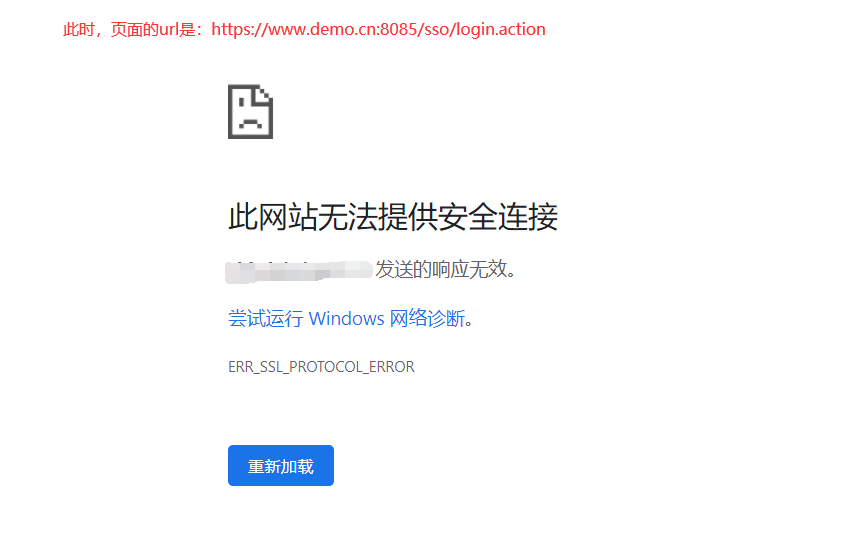 此时，页面的url是：https://www.demo.cn:8085/sso/login.action
此网站无法提供安全连接
发送的响应无效。
尝试运行 Windows 网络诊断。
ERR_SSL_PROTOCOL_ERROR
重新加载